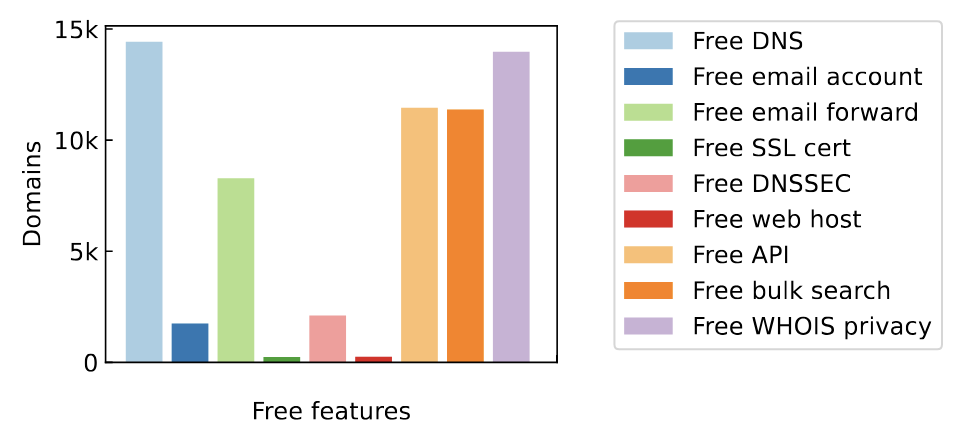 15k
10k
5k
0
Domains
Free features
Free DNS
Free email account
Free email forward
Free SSL cert
Free DNSSEC
Free web host
Free API
Free bulk search
Free WHOIS privacy